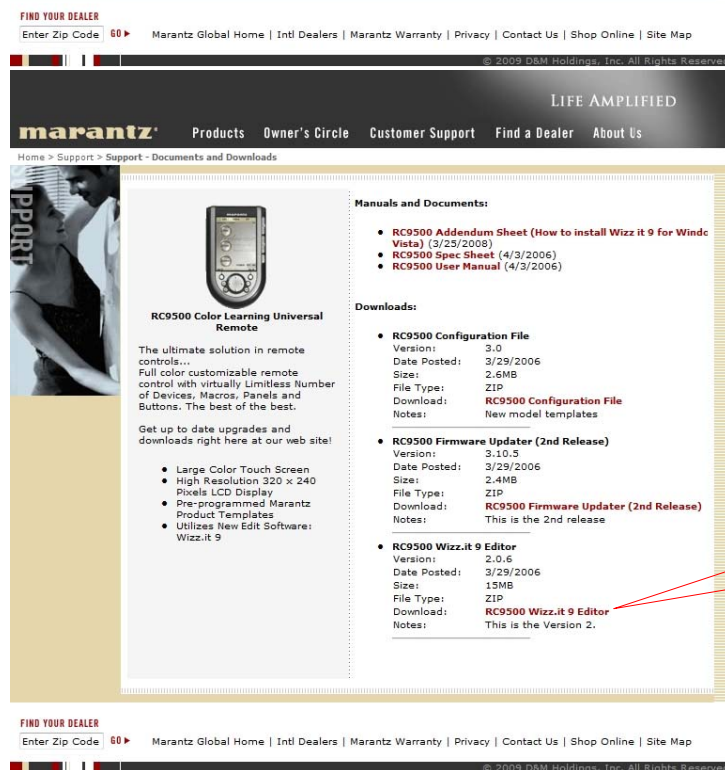 FIND YOUR DEALER
Enter Zip Code GO Marantz Global Home | Intl Dealers | Marantz Warranty | Privacy | Contact Us | Shop Online | Site Map
© 2009 D&M Holdings, Inc. All Rights Reserve
LIFE AMPLIFIED
marantz Products Owner's Circle Customer Support Find a Dealer About Us
Home > Support > Support - Documents and Downloads
SUPPORT
RC9500 Color Learning Universal
Remote
The ultimate solution in remote
controls...
Full color customizable remote
control with virtually Limitless Number
of Devices, Macros, Panels and
Buttons. The best of the best.
Get up to date upgrades and
downloads right here at our web site!
Large Color Touch Screen
High Resolution 320 x 240
Pixels LCD Display
Pre-programmed Marantz
Product Templates
Utilizes New Edit Software:
Wizz.it 9
Manuals and Documents:
RC9500 Addendum Sheet (How to install Wizz it 9 for Windo
Vista) (3/25/2008)
RC9500 Spec Sheet (4/3/2006)
RC9500 User Manual (4/3/2006)
Downloads:
RC9500 Configuration File
Version: 3.0
Date Posted: 3/29/2006
Size: 2.6MB
File Type: ZIP
Download: RC9500 Configuration File
Notes: New model templates
RC9500 Firmware Updater (2nd Release)
Version: 3.10.5
Date Posted: 3/29/2006
Size: 2.4MB
File Type: ZIP
Download: RC9500 Firmware Updater (2nd Release)
Notes: This is the 2nd release
RC9500 Wizz.it 9 Editor
Version: 2.0.6
Date Posted: 3/29/2006
Size: 15MB
File Type: ZIP
Download: RC9500 Wizz.it 9 Editor
Notes: This is the Version 2.
FIND YOUR DEALER
Enter Zip Code GO Marantz Global Home | Intl Dealers | Marantz Warranty | Privacy | Contact Us | Shop Online | Site Map
© 2009 D&M Holdings, Inc. All Rights Reserve